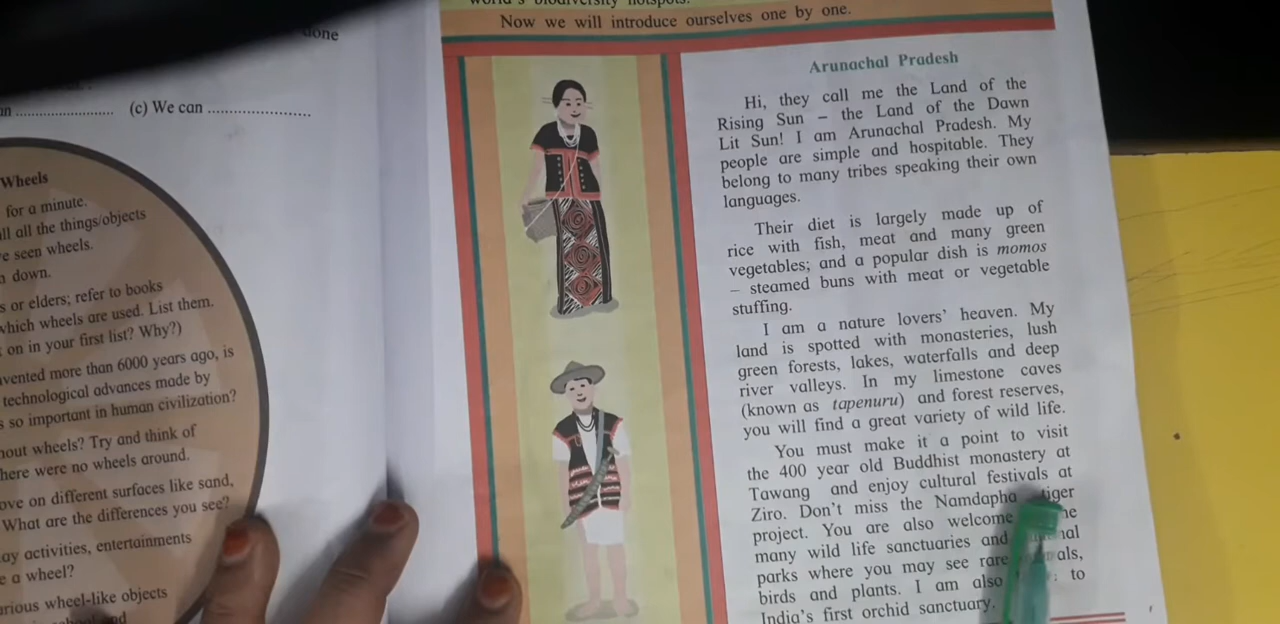 done
(c) We can
Wheels
for a minute.
all the things/objects
seen wheels.
down.
or elders; refer to books
which wheels are used. List them.
on in your first list? Why?)
more than 6000 years ago, is
technological advances made by
so important in human civilization?
wheels? Try and think of
there were no wheels around.
on different surfaces like sand,
What are the differences you see?
activities, entertainments
a wheel?
wheel-like objects
world's biodiversity hotspots.
Now we will introduce ourselves one by one.
Arunachal Pradesh
Hi, they call me the Land of the
Rising Sun – the Land of the Dawn
Lit Sun! I am Arunachal Pradesh. My
people are simple and hospitable. They
belong to many tribes speaking their own
languages.
Their diet is largely made up of
rice with fish, meat and many green
vegetables; and a popular dish is momos
– steamed buns with meat or vegetable
stuffing.
I am a nature lovers' heaven. My
land is spotted with monasteries, lush
green forests, lakes, waterfalls and deep
river valleys. In my limestone caves
(known as tapenuru) and forest reserves,
you will find a great variety of wild life.
You must make it a point to visit
the 400 year old Buddhist monastery at
Tawang and enjoy cultural festivals at
Ziro. Don't miss the Namdapha tiger
project. You are also welcome
many wild life sanctuaries and
parks where you may see rare
birds and plants. I am also to
India's first orchid sanctuary.